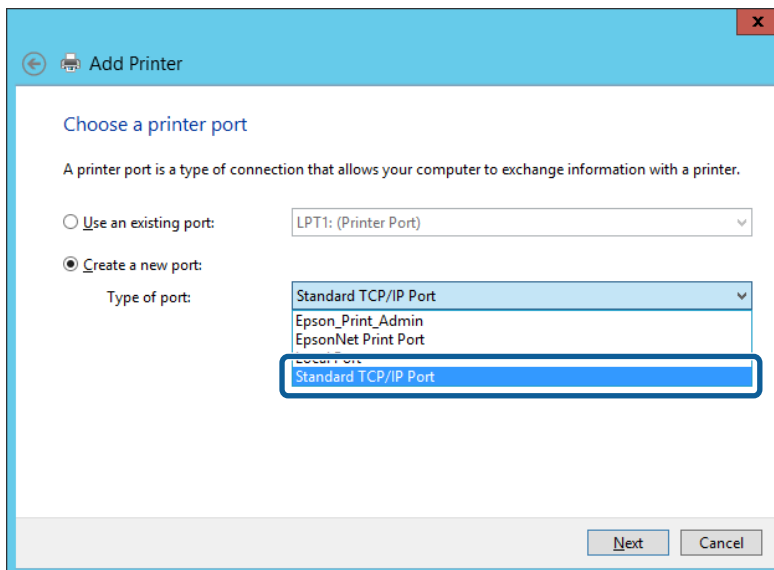 x
Add Printer
Choose a printer port
A printer port is a type of connection that allows your computer to exchange information with a printer.
Use an existing port: LPT1: (Printer Port)
Create a new port:
Type of port: Standard TCP/IP Port
Epson_Print_Admin
EpsonNet Print Port
Local Port
Standard TCP/IP Port
Next Cancel